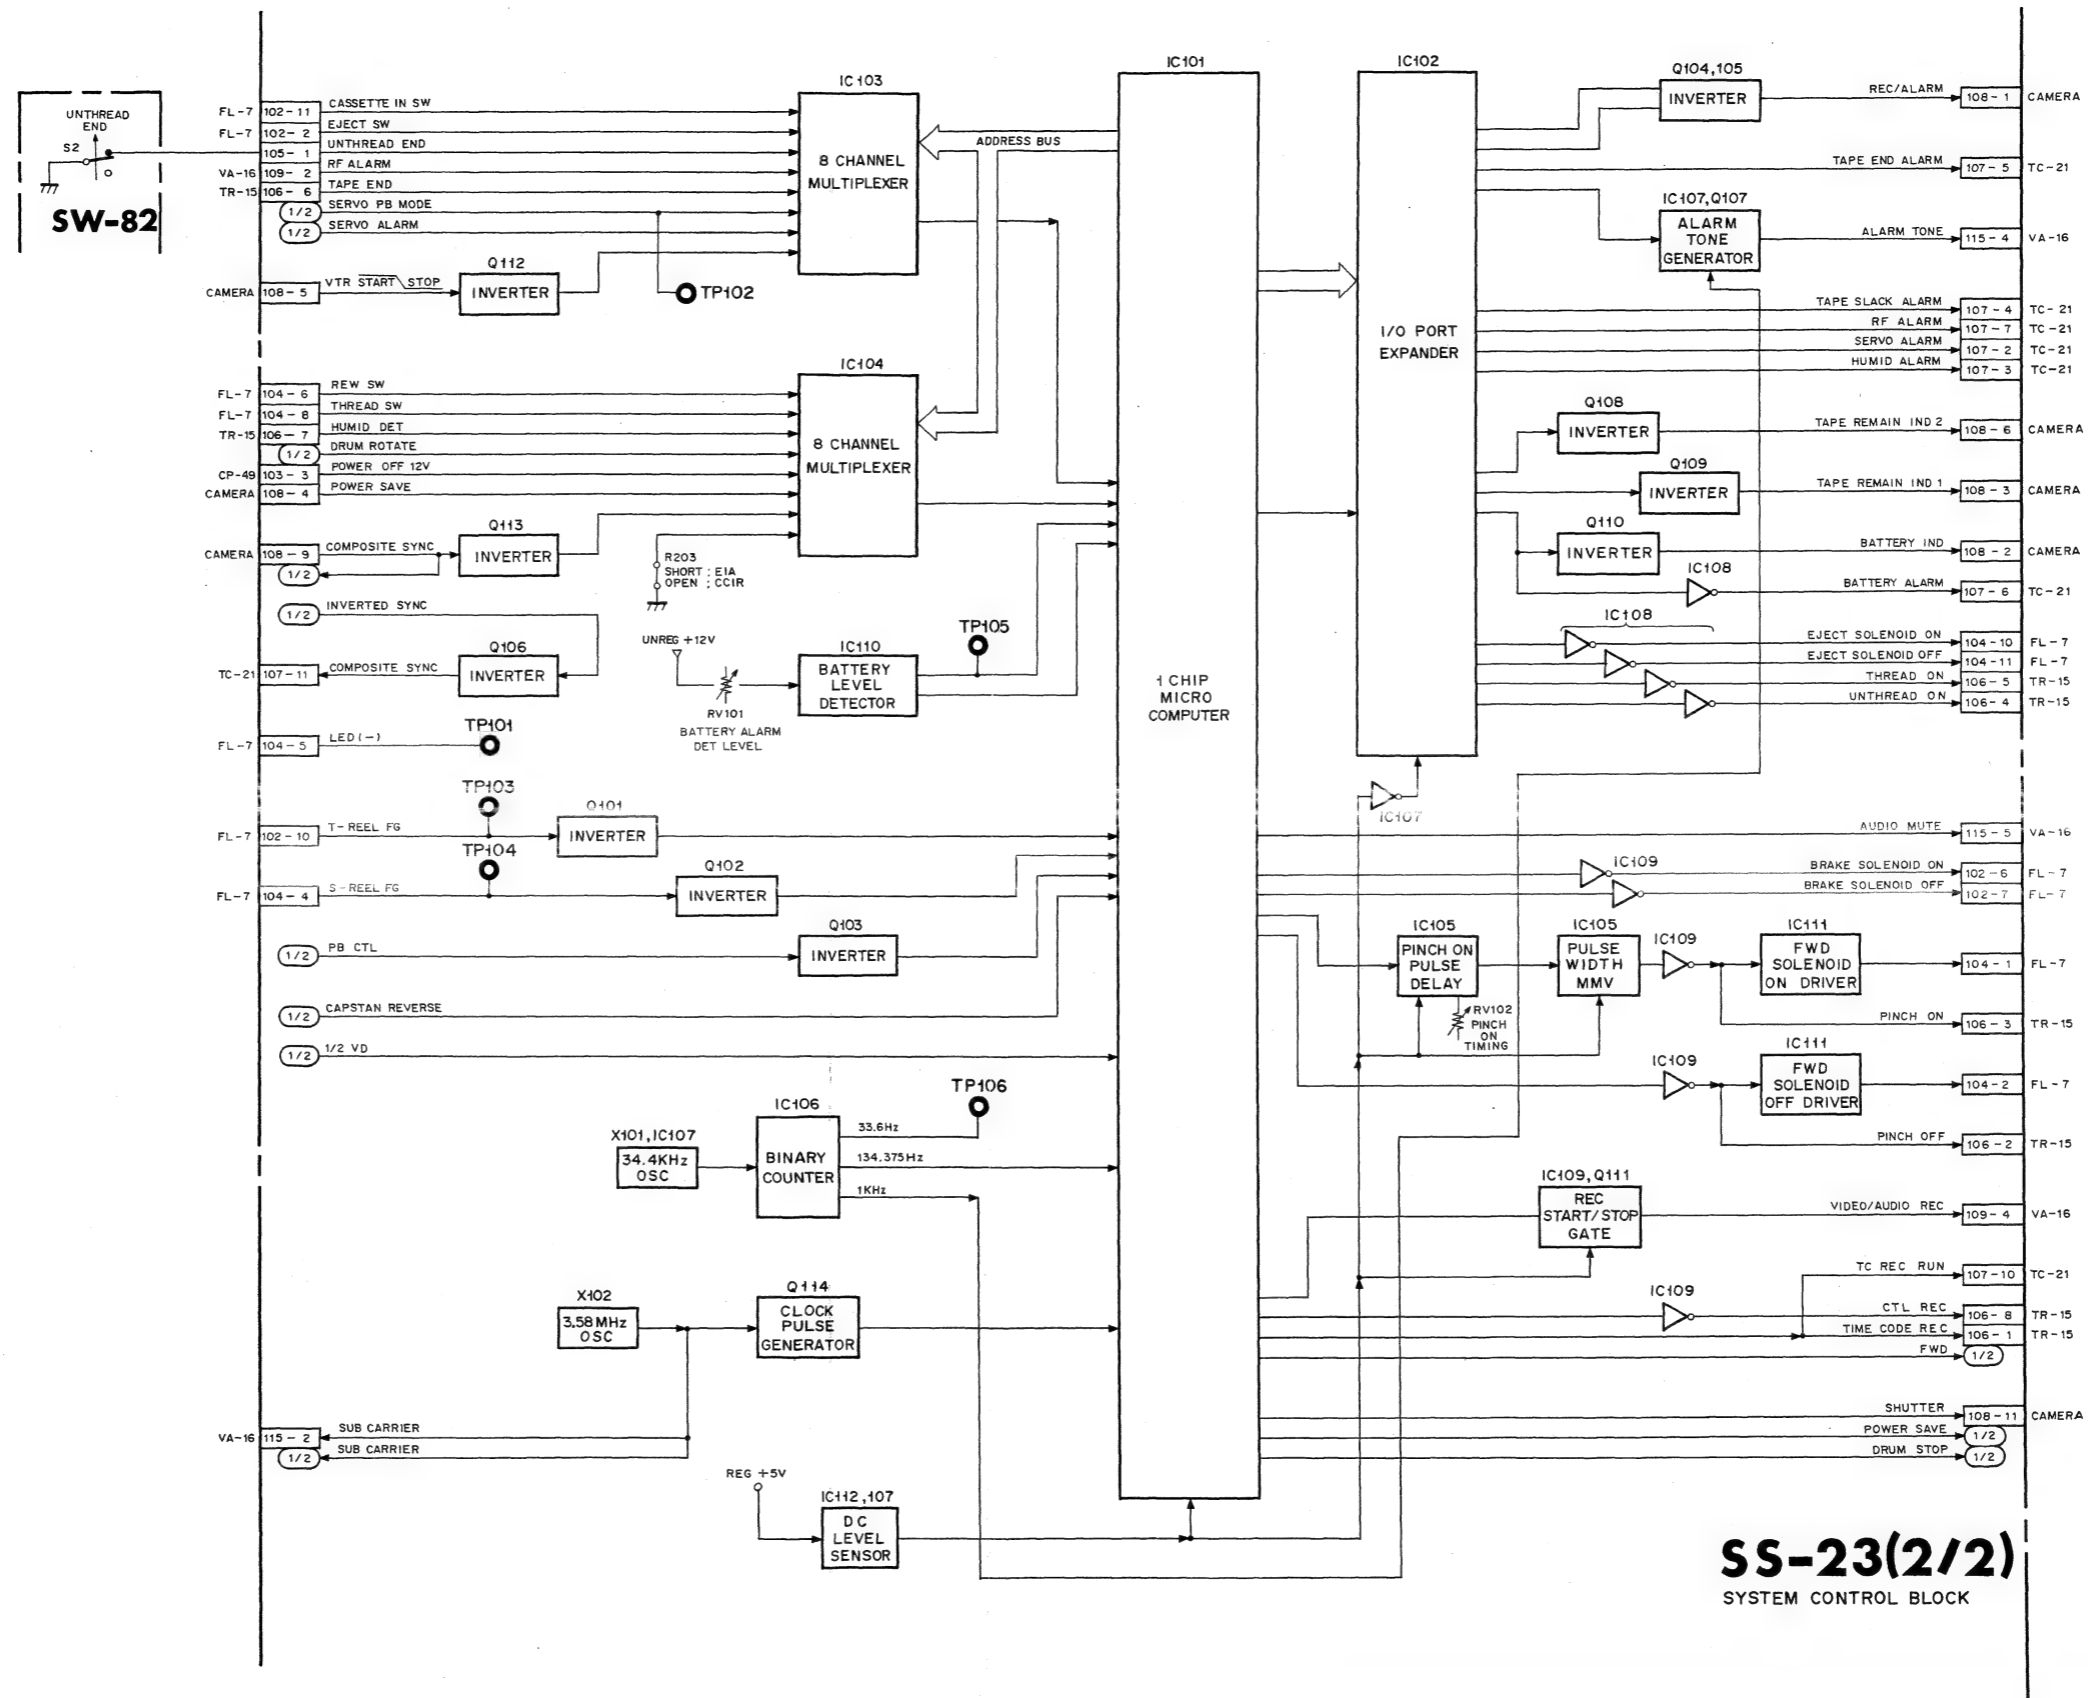 SW-82
UNTHREAD
END
S2
FL-7 102-11 CASSETTE IN SW
FL-7 102-2 EJECT SW
105-1 UNTHREAD END
VA-16 109-2 RF ALARM
TR-15 106-6 TAPE END
1/2 SERVO PB MODE
1/2 SERVO ALARM
CAMERA 108-5 VTR START STOP
Q112
INVERTER
TP102
IC103
8 CHANNEL
MULTIPLEXER
ADDRESS BUS
FL-7 104-6 REW SW
FL-7 104-8 THREAD SW
TR-15 106-7 HUMID DET
1/2 DRUM ROTATE
CP-49 103-3 POWER OFF 12V
CAMERA 108-4 POWER SAVE
IC104
8 CHANNEL
MULTIPLEXER
CAMERA 108-9 COMPOSITE SYNC
1/2
Q113
INVERTER
R203
SHORT : EIA
OPEN : CCIR
1/2 INVERTED SYNC
TC-21 107-11 COMPOSITE SYNC
Q106
INVERTER
UNREG +12V
RV101
BATTERY ALARM
DET LEVEL
IC110
BATTERY
LEVEL
DETECTOR
TP105
FL-7 104-5 LED(-)
TP101
TP103
FL-7 102-10 T-REEL FG
Q101
INVERTER
TP104
FL-7 104-4 S-REEL FG
Q102
INVERTER
1/2 PB CTL
Q103
INVERTER
1/2 CAPSTAN REVERSE
1/2 1/2 VD
X101,IC107
34.4KHz
OSC
IC106
BINARY
COUNTER
33.6Hz
134.375Hz
1KHz
TP106
X102
3.58MHz
OSC
Q114
CLOCK
PULSE
GENERATOR
VA-16 115-2 SUB CARRIER
1/2 SUB CARRIER
REG +5V
IC112,107
DC
LEVEL
SENSOR
IC101
1 CHIP
MICRO
COMPUTER
IC102
I/O PORT
EXPANDER
IC107
Q104,105
INVERTER
REC/ALARM 108-1 CAMERA
TAPE END ALARM 107-5 TC-21
IC107,Q107
ALARM
TONE
GENERATOR
ALARM TONE 115-4 VA-16
TAPE SLACK ALARM 107-4 TC-21
RF ALARM 107-7 TC-21
SERVO ALARM 107-2 TC-21
HUMID ALARM 107-3 TC-21
Q108
INVERTER
TAPE REMAIN IND 2 108-6 CAMERA
Q109
INVERTER
TAPE REMAIN IND 1 108-3 CAMERA
Q110
INVERTER
BATTERY IND 108-2 CAMERA
IC108
BATTERY ALARM 107-6 TC-21
IC108
EJECT SOLENOID ON 104-10 FL-7
EJECT SOLENOID OFF 104-11 FL-7
THREAD ON 106-5 TR-15
UNTHREAD ON 106-4 TR-15
AUDIO MUTE 115-5 VA-16
IC109
BRAKE SOLENOID ON 102-6 FL-7
BRAKE SOLENOID OFF 102-7 FL-7
IC105
PINCH ON
PULSE
DELAY
RV102
PINCH
ON
TIMING
IC105
PULSE
WIDTH
MMV
IC109
IC111
FWD
SOLENOID
ON DRIVER
104-1 FL-7
PINCH ON 106-3 TR-15
IC109
IC111
FWD
SOLENOID
OFF DRIVER
104-2 FL-7
PINCH OFF 106-2 TR-15
IC109,Q111
REC
START/STOP
GATE
VIDEO/AUDIO REC 109-4 VA-16
TC REC RUN 107-10 TC-21
IC109
CTL REC 106-8 TR-15
TIME CODE REC 106-1 TR-15
FWD 1/2
SHUTTER 108-11 CAMERA
POWER SAVE 1/2
DRUM STOP 1/2
SS-23(2/2)
SYSTEM CONTROL BLOCK